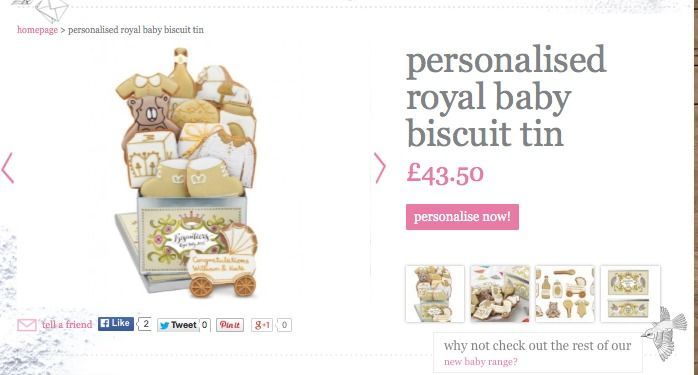 homepage > personalised royal baby biscuit tin
personalised
royal baby
biscuit tin
£43.50
personalise now!
Biscuiteers
Congratulations
William & Kate
tell a friend
Like 2
Tweet 0
Pin it
+1 0
why not check out the rest of our
new baby range?